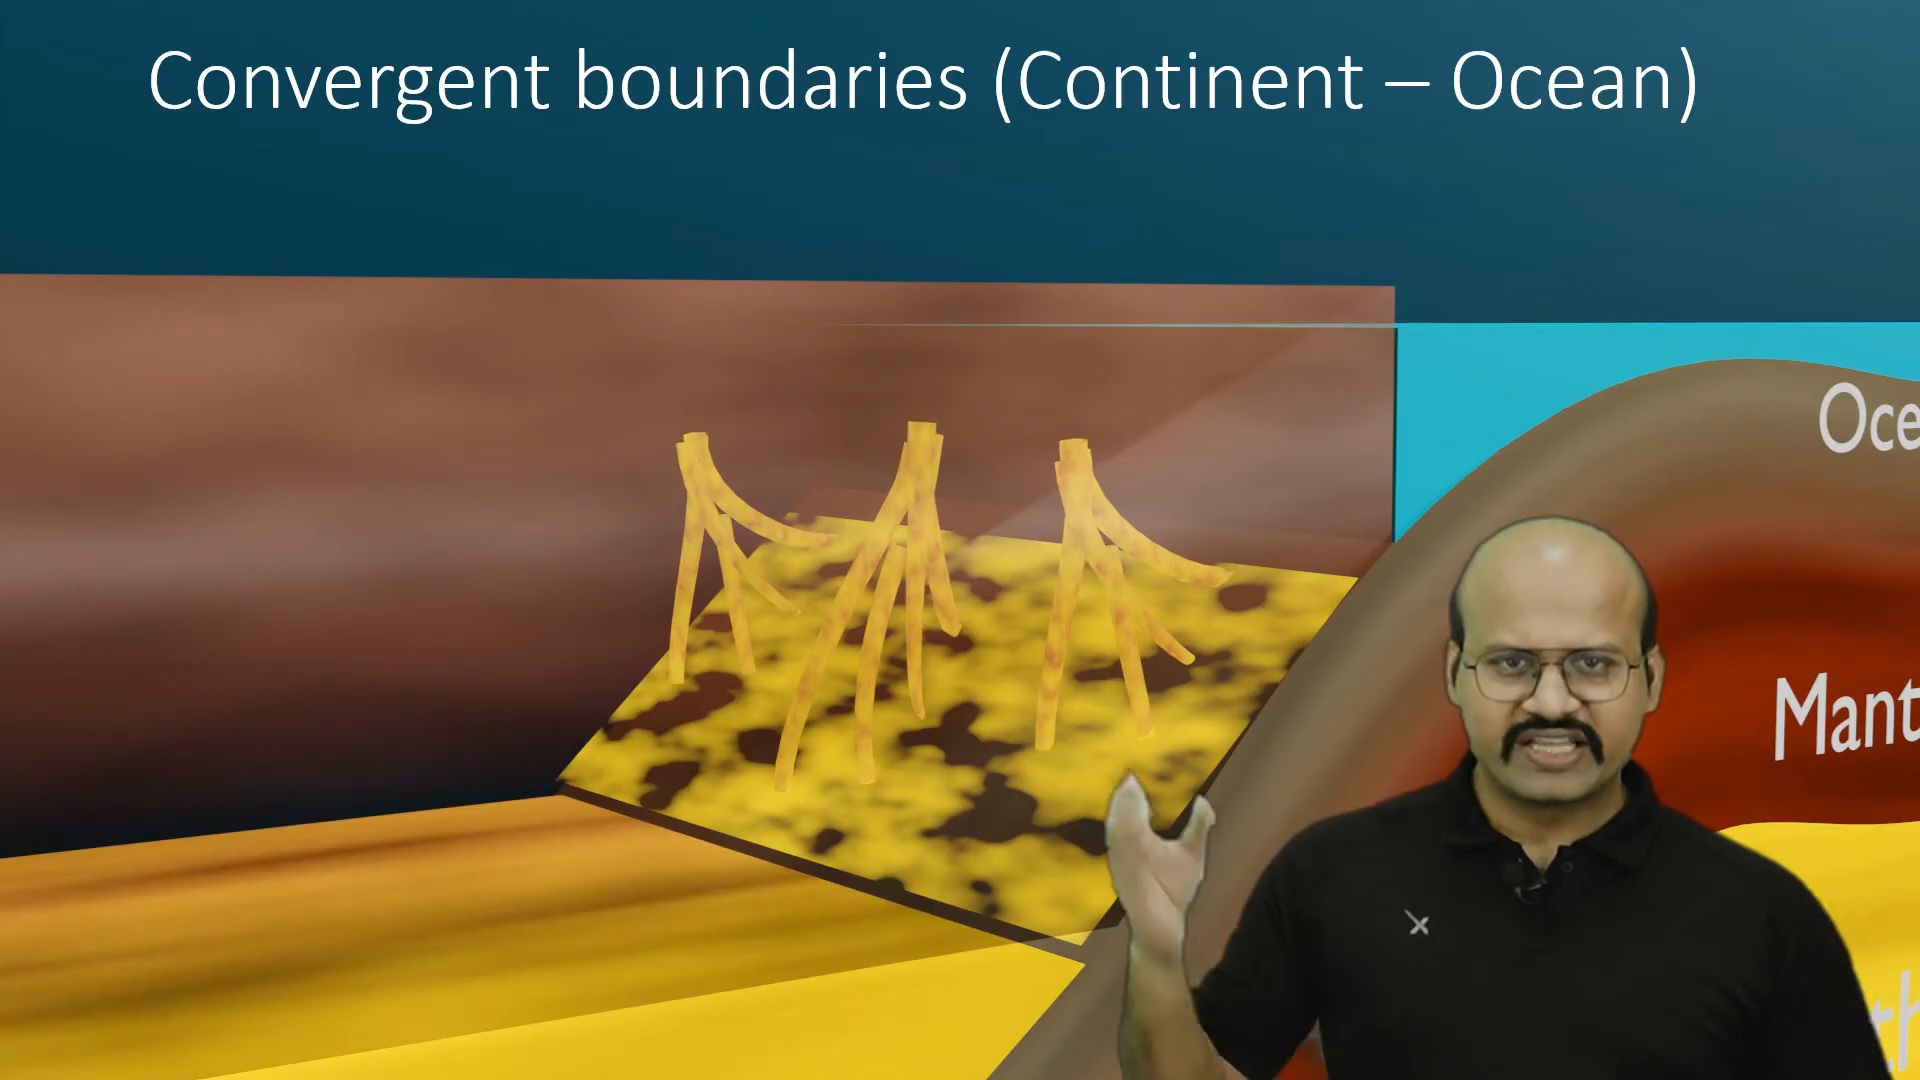 Convergent boundaries (Continent – Ocean)